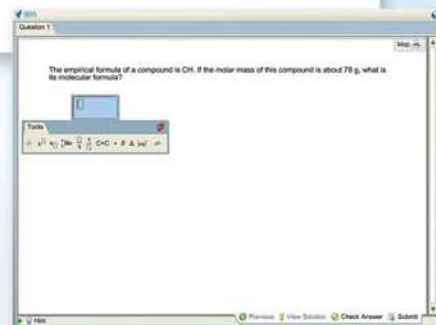 Question 1
Map
The empirical formula of a compound is CH. If the molar mass of this compound is about 78 g, what is
its molecular formula?
Tools
C=C
Hint
Previous
View Solution
Check Answer
Submit